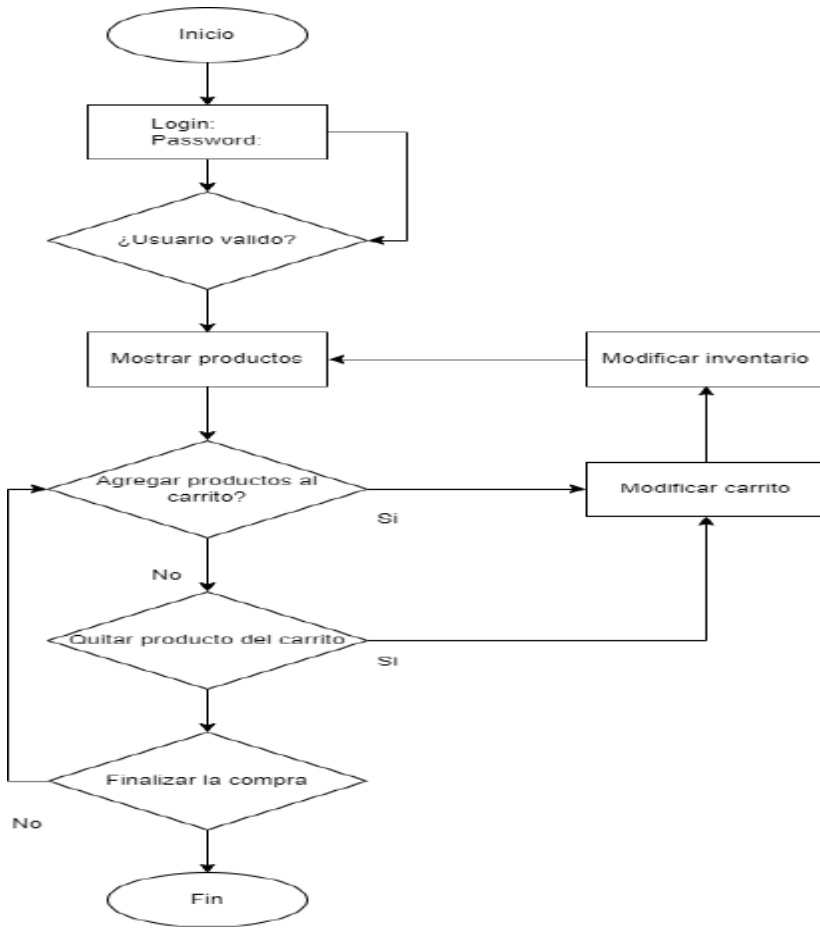 Inicio
Login:
Password:
¿Usuario valido?
Mostrar productos
Modificar inventario
Agregar productos al
carrito?
Modificar carrito
Si
No
Quitar producto del carrito
Si
Finalizar la compra
No
Fin